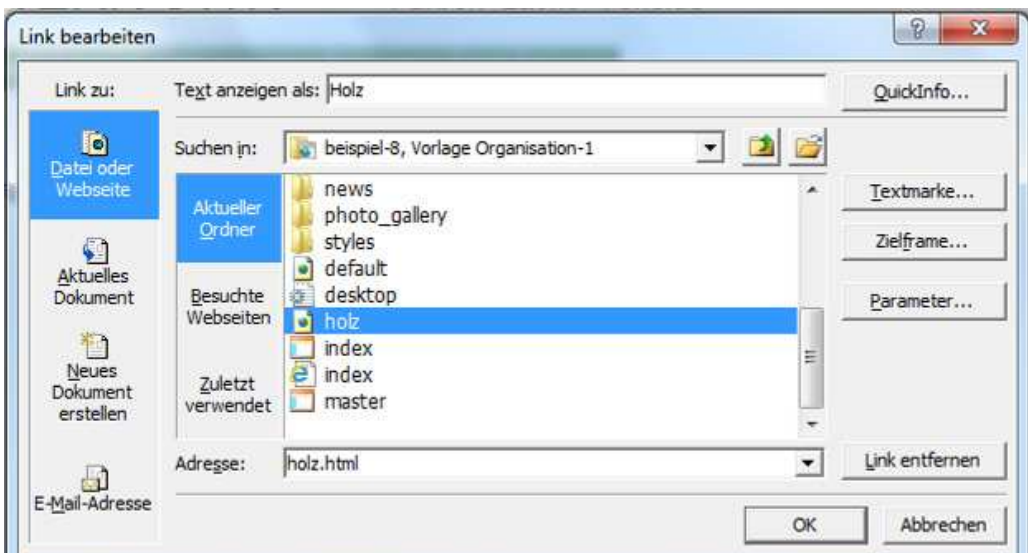 Link bearbeiten
Link zu:
Text anzeigen als: Holz
QuickInfo...
Suchen in: beispiel-8, Vorlage Organisation-1
Datei oder
Webseite
Aktuelles
Dokument
Neues
Dokument
erstellen
E-Mail-Adresse
Aktueller
Ordner
Besuchte
Webseiten
Zuletzt
verwendet
news
photo_gallery
styles
default
desktop
holz
index
index
master
Textmarke...
Zielframe...
Parameter...
Adresse: holz.html
Link entfernen
OK
Abbrechen